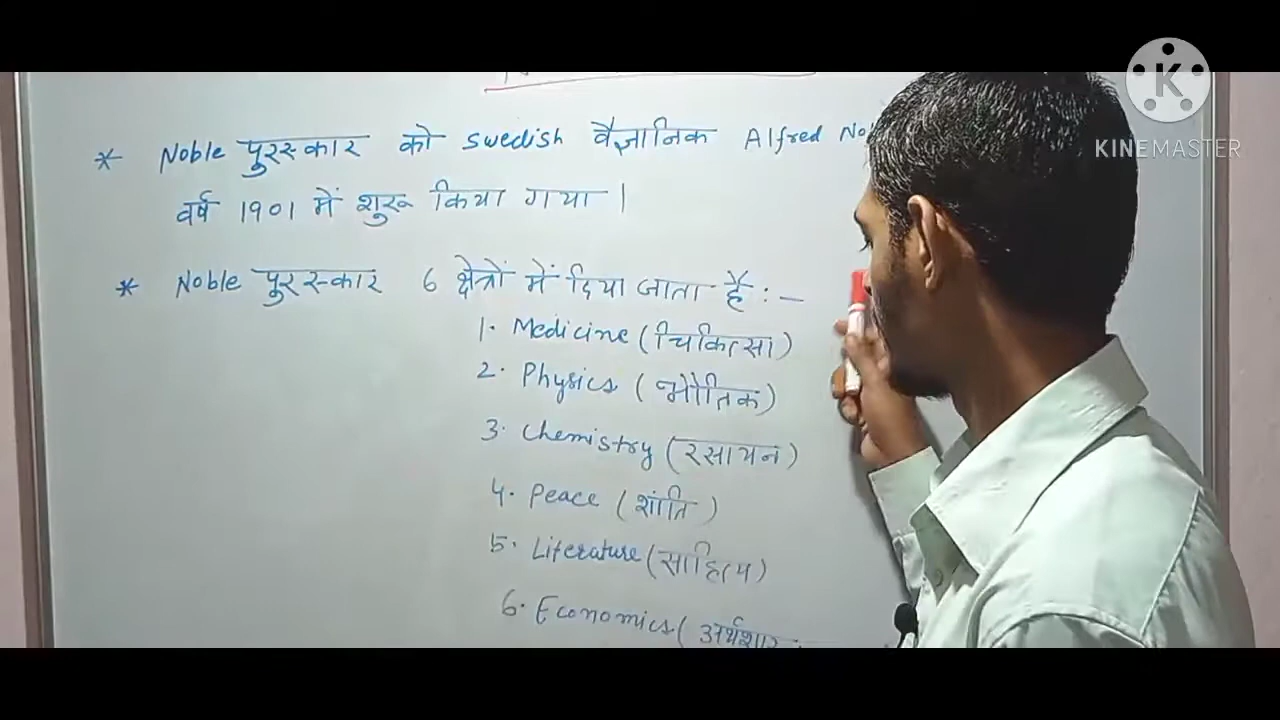 * Noble पुरस्कार को swedish वैज्ञानिक Alfred
वर्ष 1901 में शुरू किया गया।
* Noble पुरस्कार 6 क्षेत्रों में दिया जाता है :-
1. Medicine (चिकित्सा)
2. Physics (भौतिक)
3. Chemistry (रसायन)
4. Peace (शांति)
5. Literature (साहित्य)
6. Economics (
K
KINEMASTER